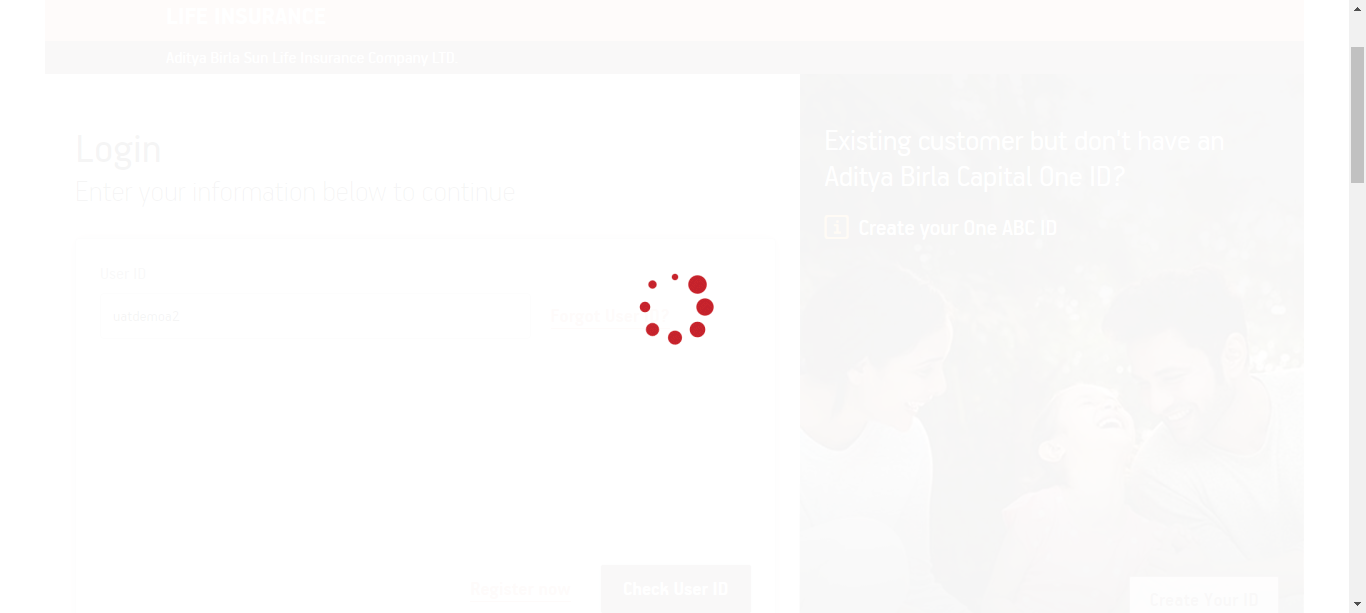 LIFE INSURANCE
Aditya Birla Sun Life Insurance Company LTD.
Login
Enter your information below to continue
User ID
uatdemoa2
Forgot User ID?
Register now
Check User ID
Existing customer but don't have an
Aditya Birla Capital One ID?
Create your One ABC ID
Create Your ID